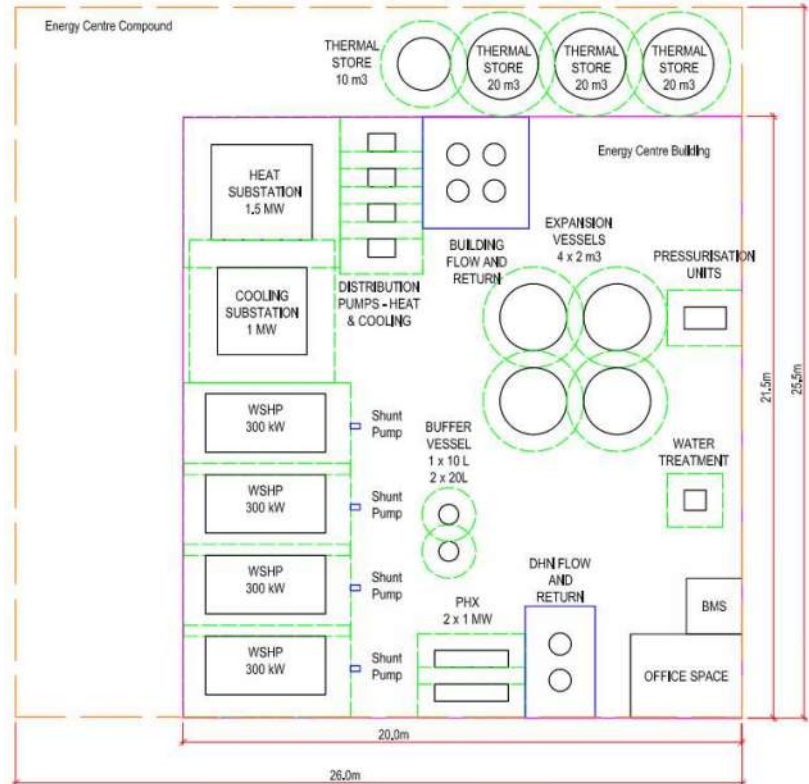 Energy Centre Compound
THERMAL
STORE
10 m3
THERMAL
STORE
20 m3
THERMAL
STORE
20 m3
THERMAL
STORE
20 m3
Energy Centre Building
HEAT
SUBSTATION
1.5 MW
BUILDING
FLOW AND
RETURN
EXPANSION
VESSELS
4 x 2 m3
PRESSURISATION
UNITS
DISTRIBUTION
PUMPS - HEAT
& COOLING
COOLING
SUBSTATION
1 MW
21.5m
25.5m
WSHP
300 kW
Shunt
Pump
BUFFER
VESSEL
1 x 10 L
2 x 20L
WATER
TREATMENT
WSHP
300 kW
Shunt
Pump
WSHP
300 kW
Shunt
Pump
DHN FLOW
AND
RETURN
PHX
2 x 1 MW
BMS
WSHP
300 kW
Shunt
Pump
OFFICE SPACE
20.0m
26.0m